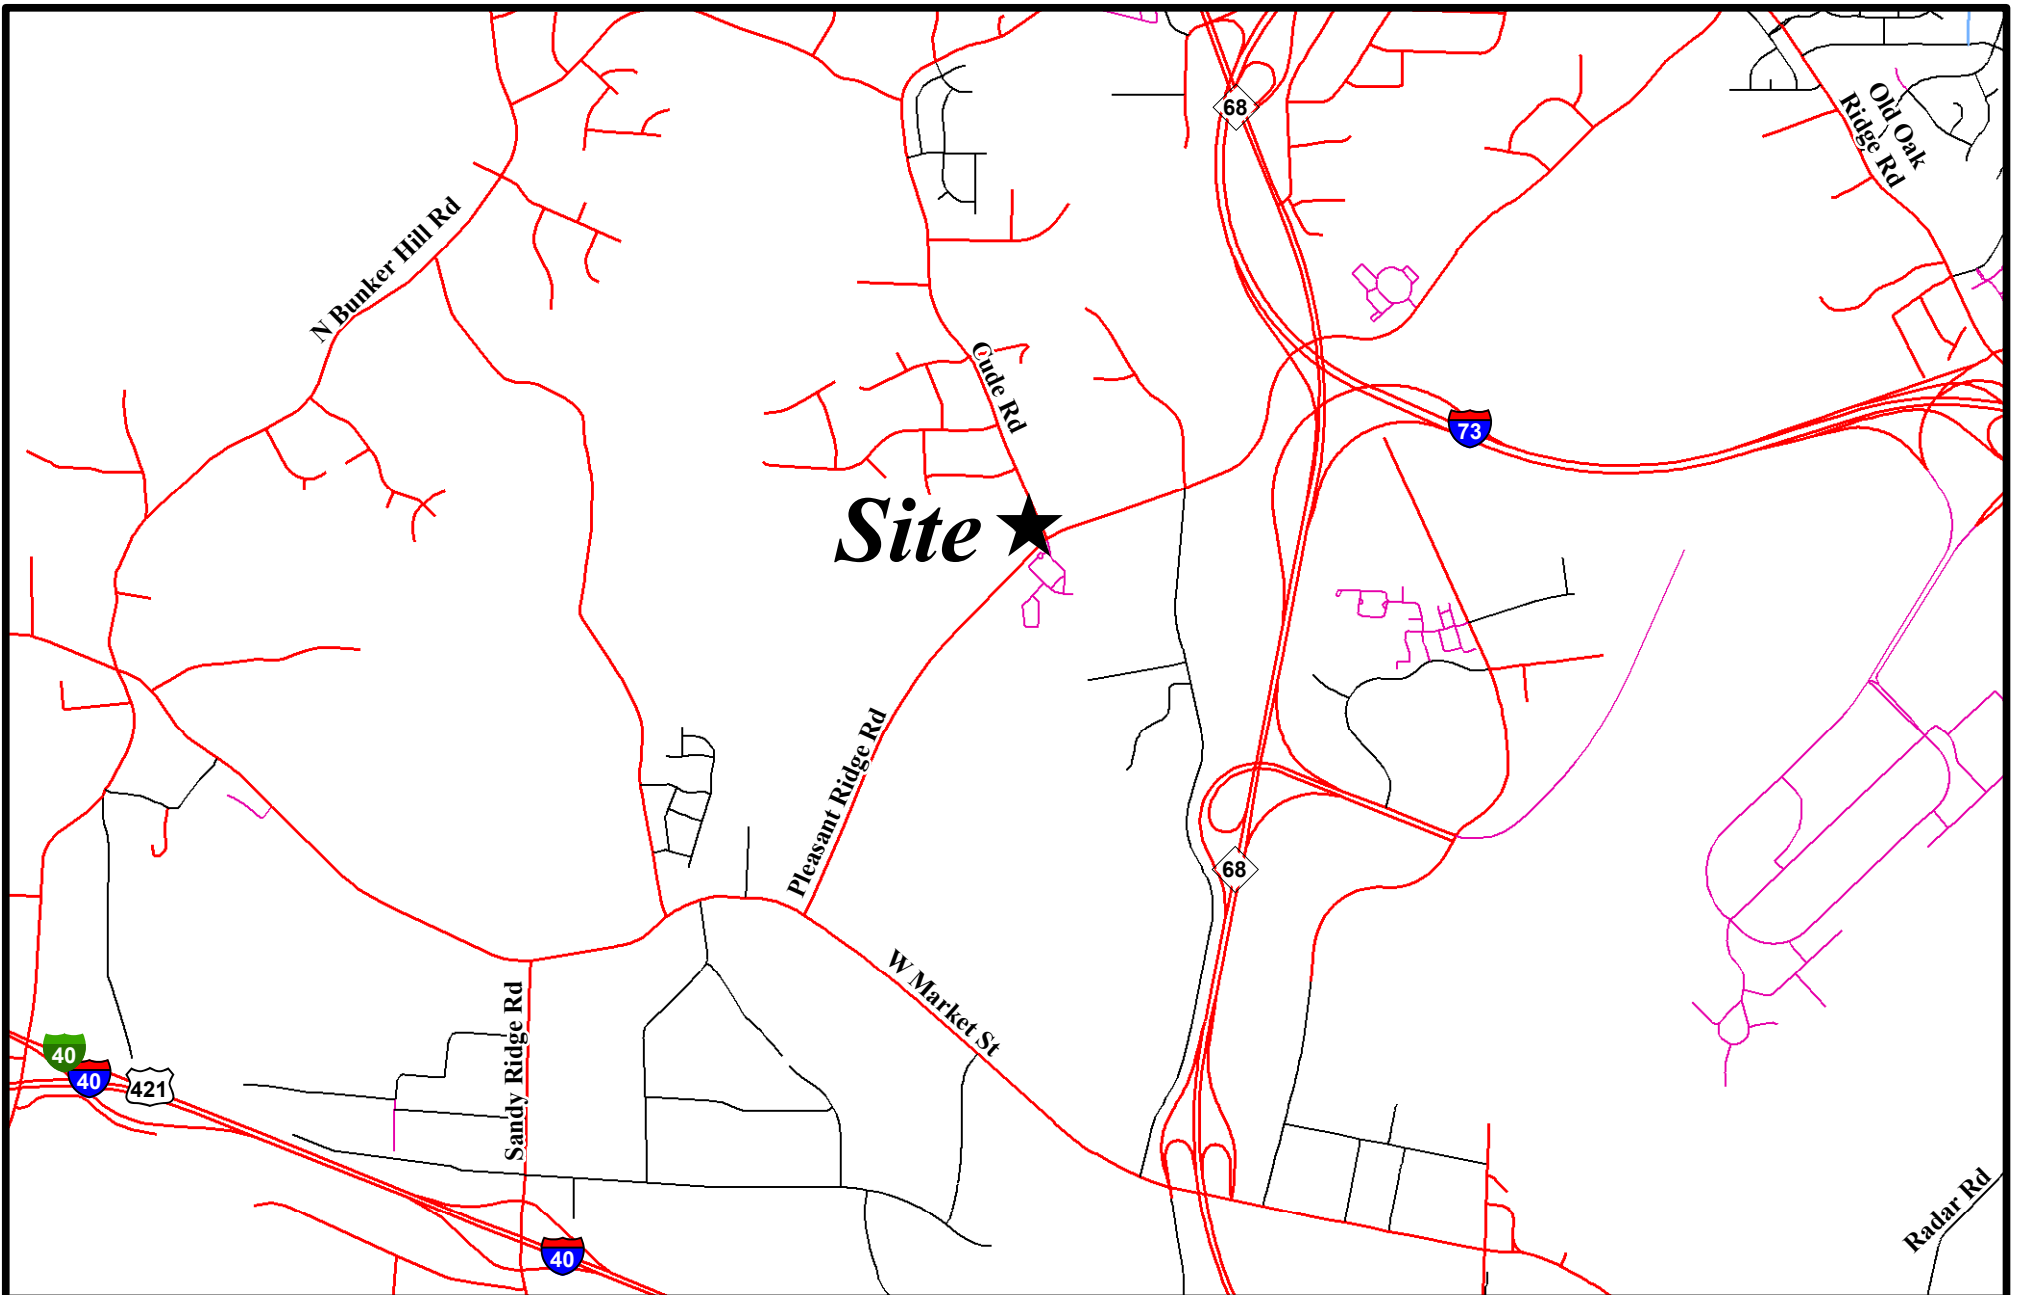 68
Old Oak
Ridge Rd
N Bunker Hill Rd
Cude Rd
73
Site
Pleasant Ridge Rd
68
W Market St
Sandy Ridge Rd
40
40
421
Radar Rd
40